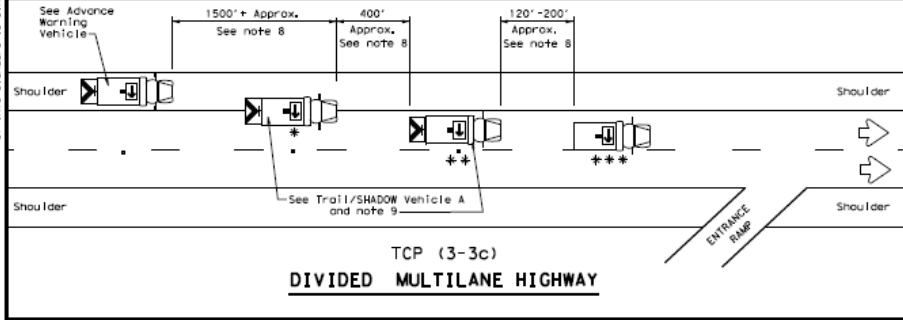 See Advance
Warning
Vehicle
1500'+ Approx.
See note 8
400'
Approx.
See note 8
120'-200'
Approx.
See note 8
Shoulder
Shoulder
*
**
***
See Trail/SHADOW Vehicle A
and note 9
Shoulder
Shoulder
ENTRANCE
RAMP
TCP (3-3c)
DIVIDED MULTILANE HIGHWAY